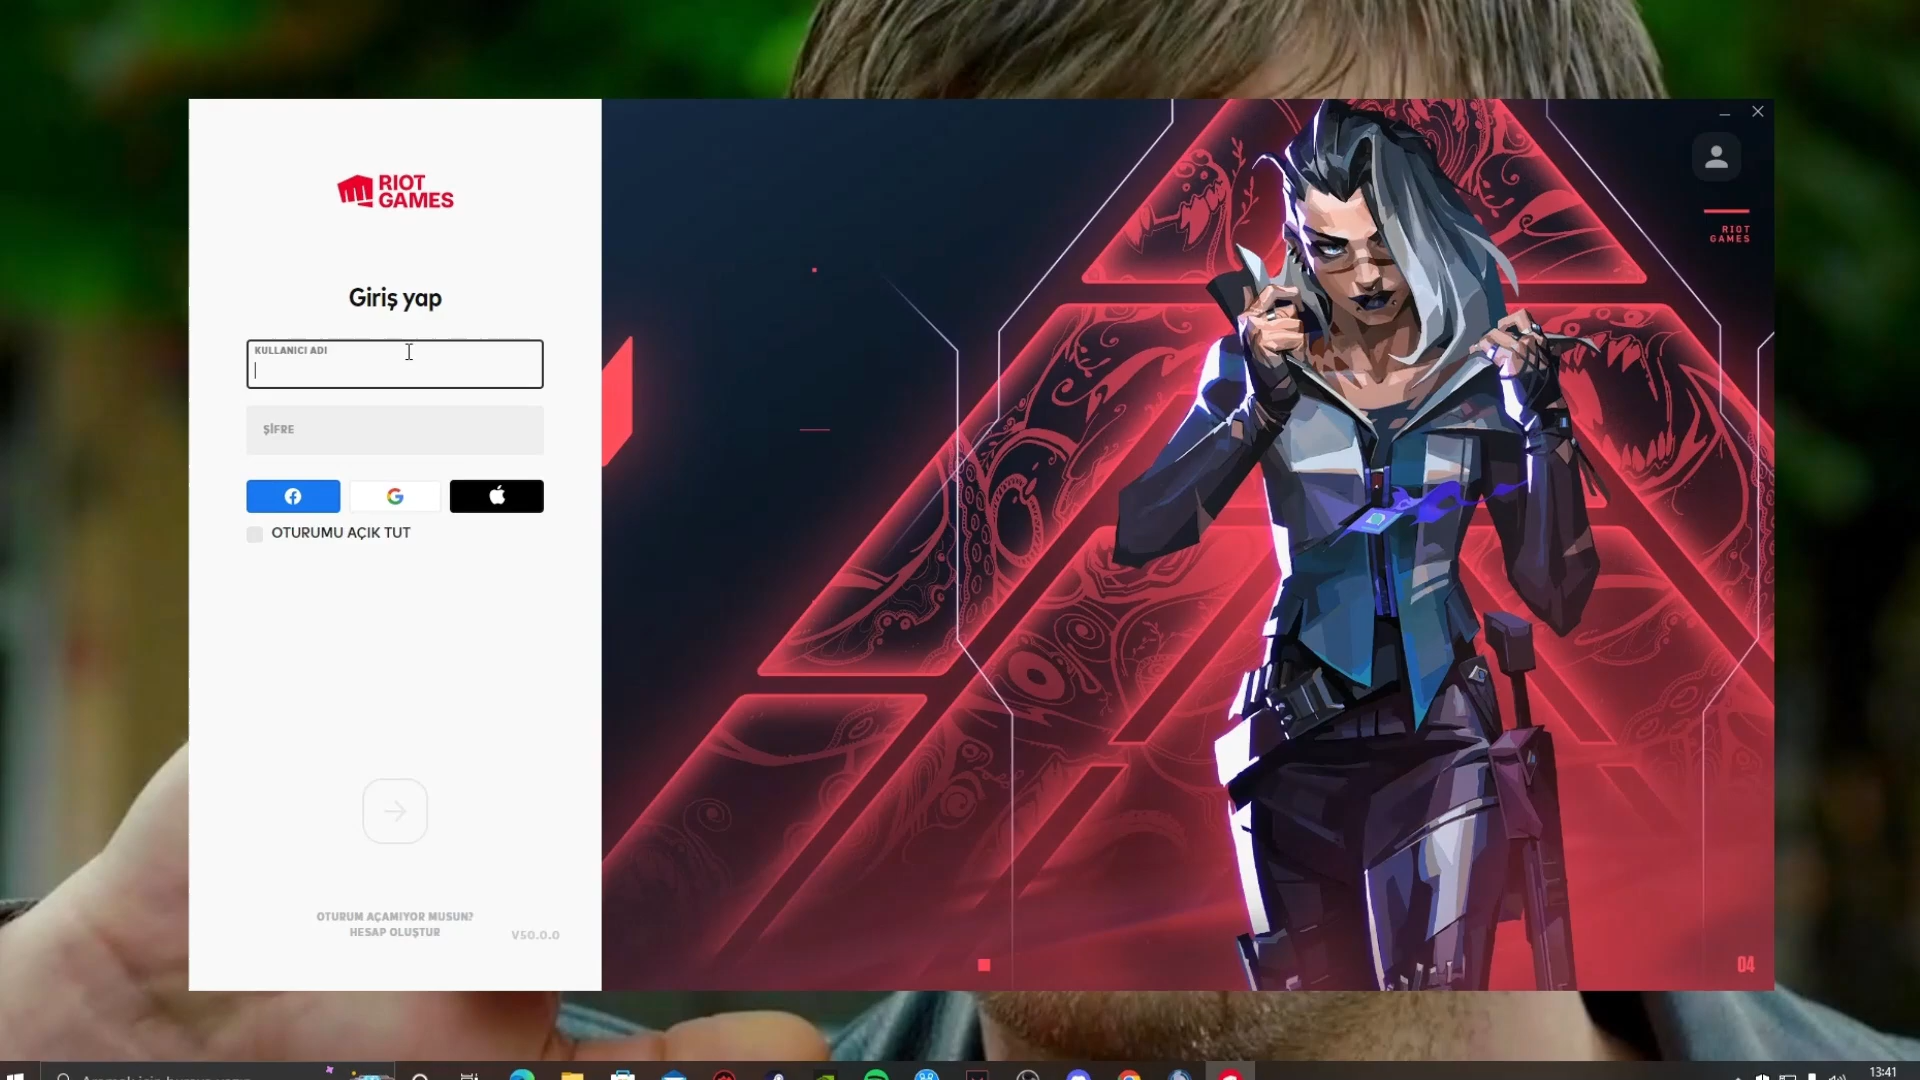 RIOT
GAMES
Giriş yap
KULLANICI ADI
ŞİFRE
OTURUMU AÇIK TUT
OTURUM AÇAMIYOR MUSUN?
HESAP OLUŞTUR
V50.0.0
RIOT
GAMES
04
13:41